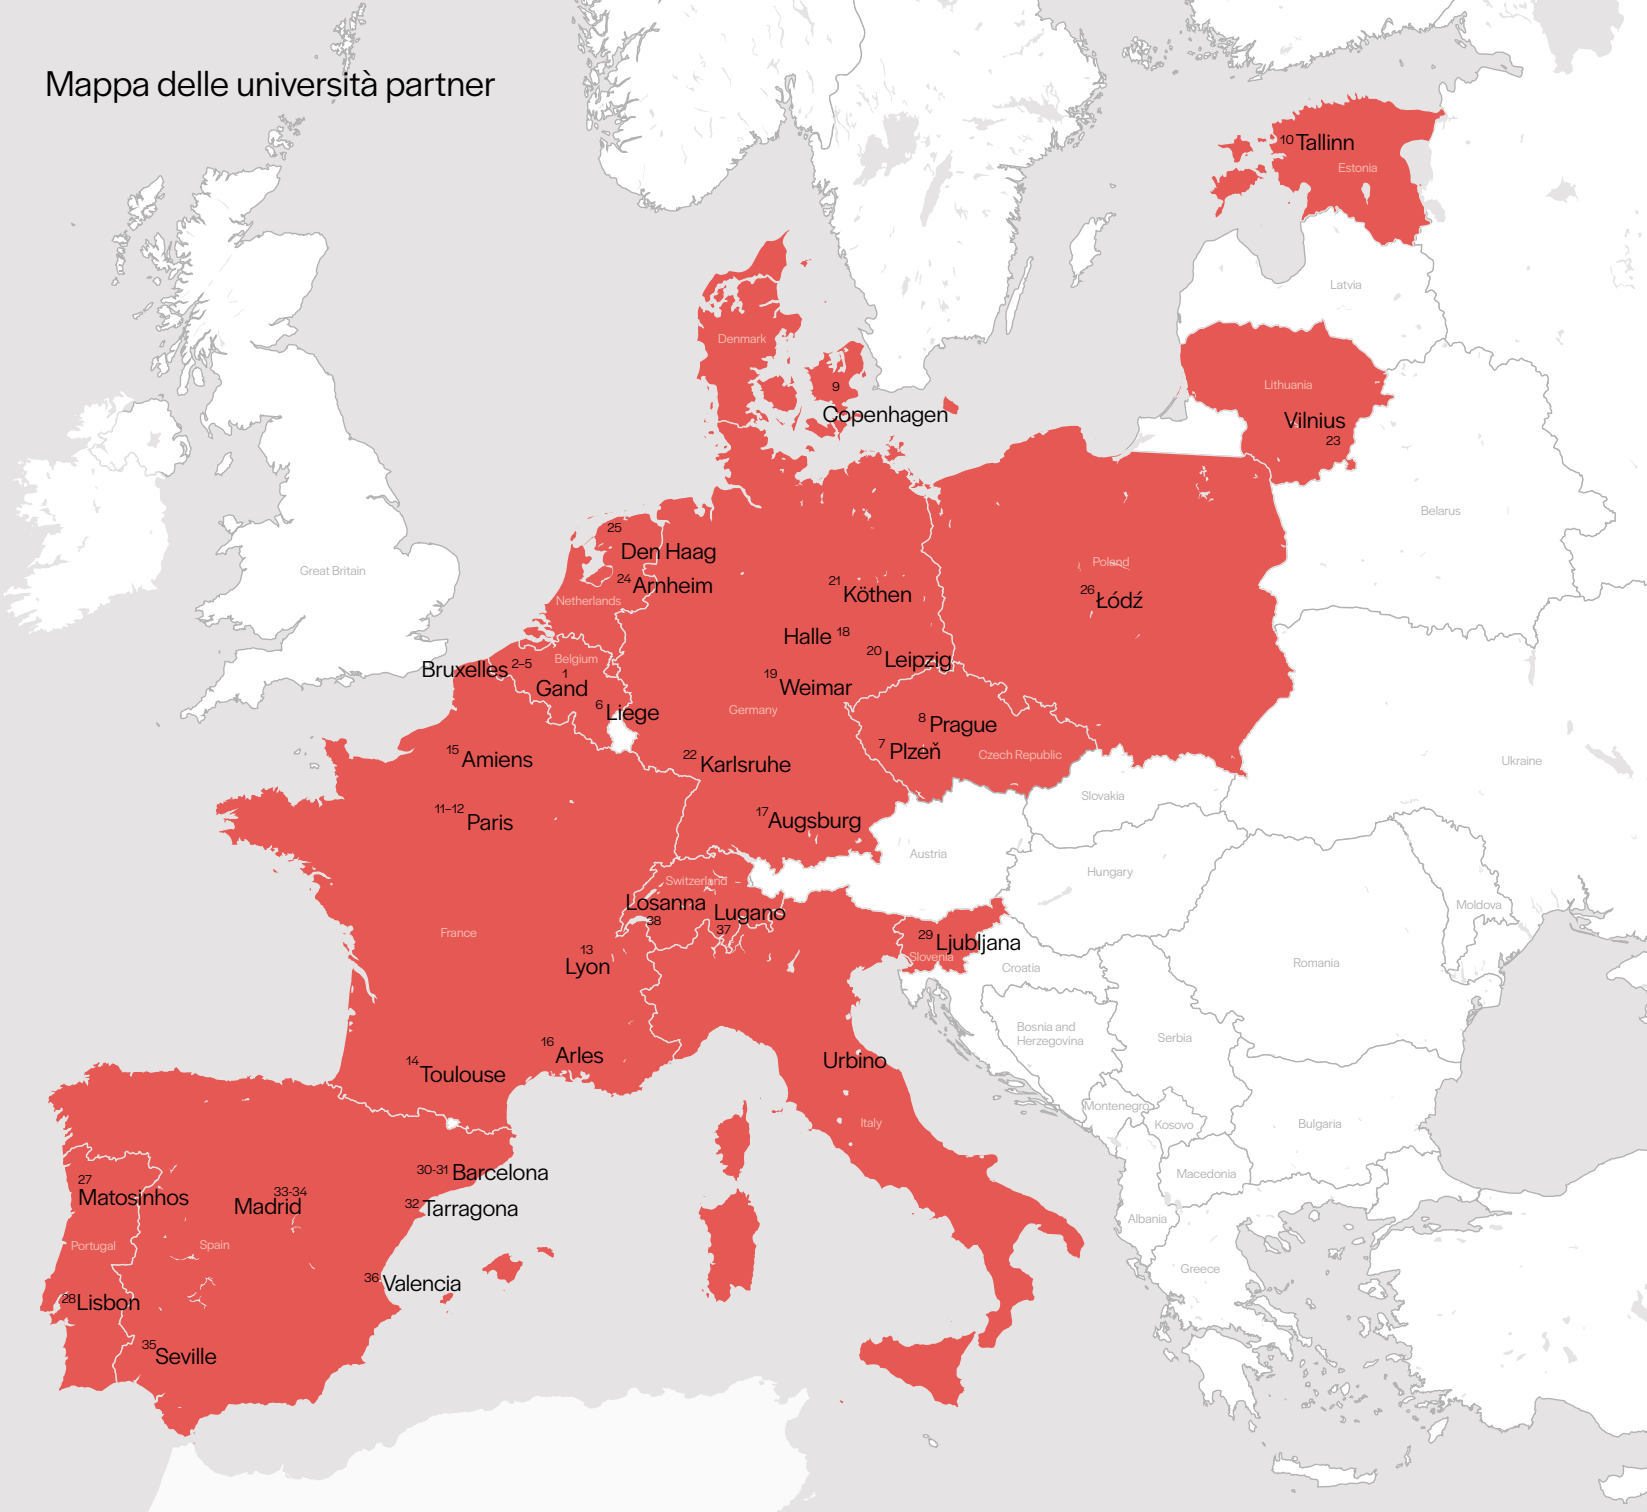 Mappa delle università partner
10 Tallinn
Estonia
Latvia
Denmark
9
Copenhagen
Lithuania
Vilnius
23
Belarus
Great Britain
25
Den Haag
24 Arnheim
Netherlands
21
Köthen
Poland
26 Łódź
Halle 18
20 Leipzig
Bruxelles 2–5
Belgium
1
Gand
19 Weimar
6 Liege
Germany
8 Prague
7 Plzeň
Czech Republic
15 Amiens
22 Karlsruhe
Ukraine
Slovakia
11–12 Paris
17 Augsburg
Austria
Hungary
Switzerland
Losanna
38
Lugano
37
Moldova
France
29 Ljubljana
Slovenia
Croatia
Romania
13
Lyon
Bosnia and
Herzegovina
Serbia
16 Arles
Urbino
14 Toulouse
Italy
Montenegro
Kosovo
Bulgaria
30-31 Barcelona
Macedonia
27
Matosinhos
33-34
Madrid
32 Tarragona
Albania
Portugal
Spain
Greece
36 Valencia
28 Lisbon
35 Seville